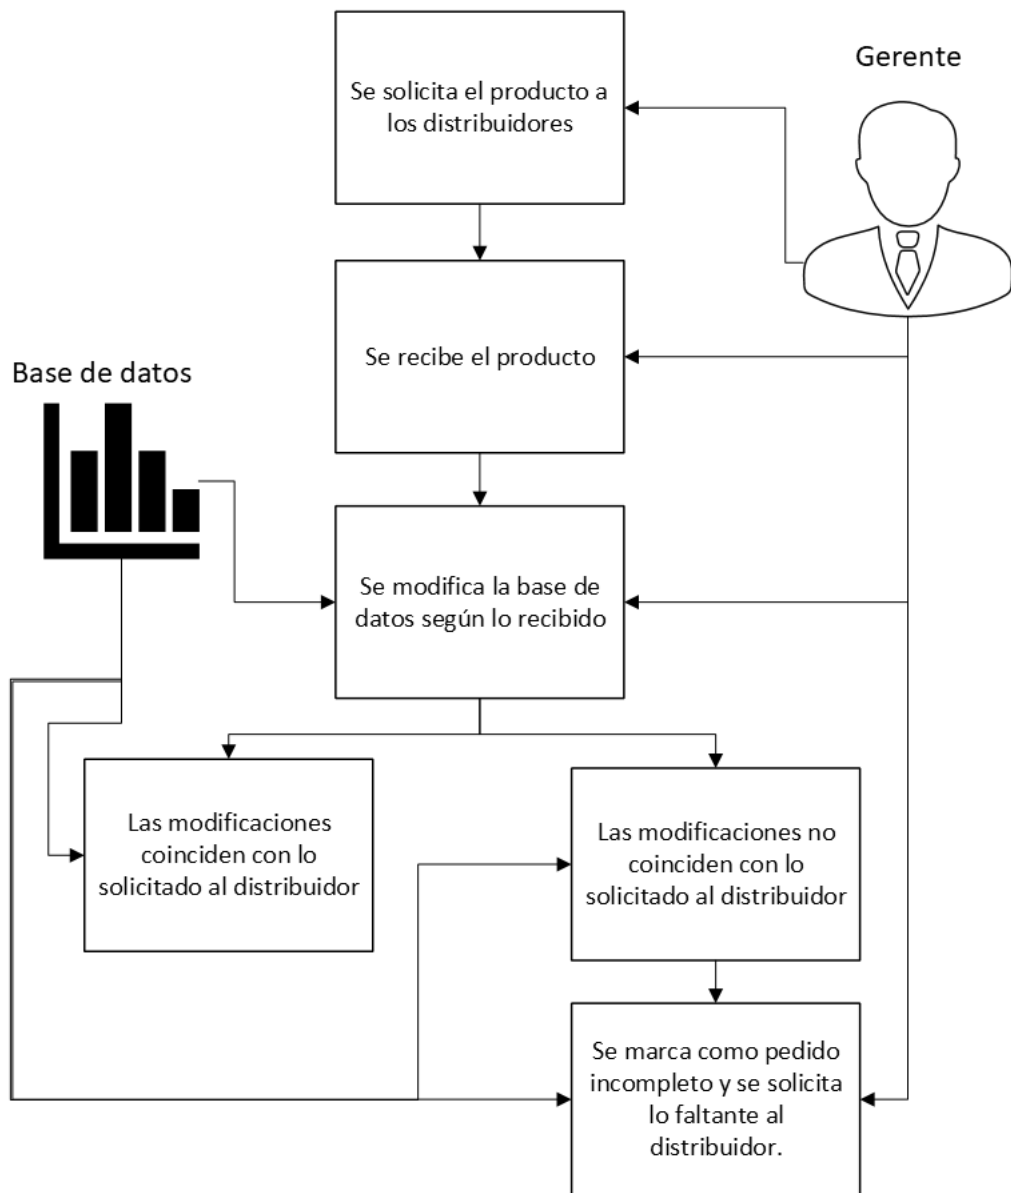 Gerente
Se solicita el producto a
los distribuidores
Se recibe el producto
Base de datos
Se modifica la base de
datos según lo recibido
Las modificaciones
coinciden con lo
solicitado al distribuidor
Las modificaciones no
coinciden con lo
solicitado al distribuidor
Se marca como pedido
incompleto y se solicita
lo faltante al
distribuidor.